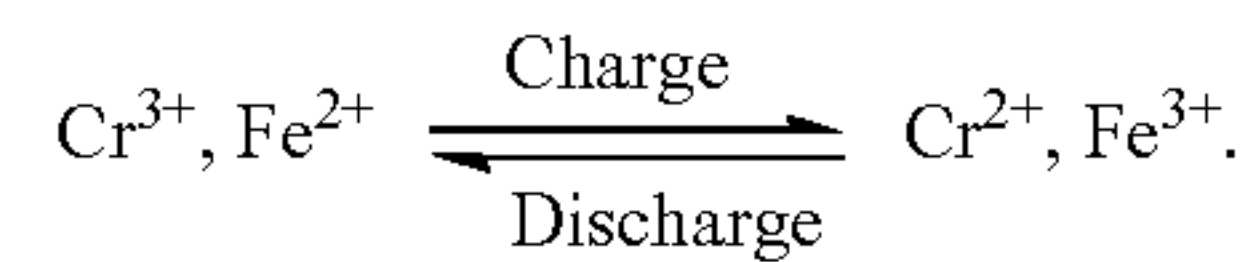 Charge
Cr³⁺, Fe²⁺ ⇌ Cr²⁺, Fe³⁺.
Discharge